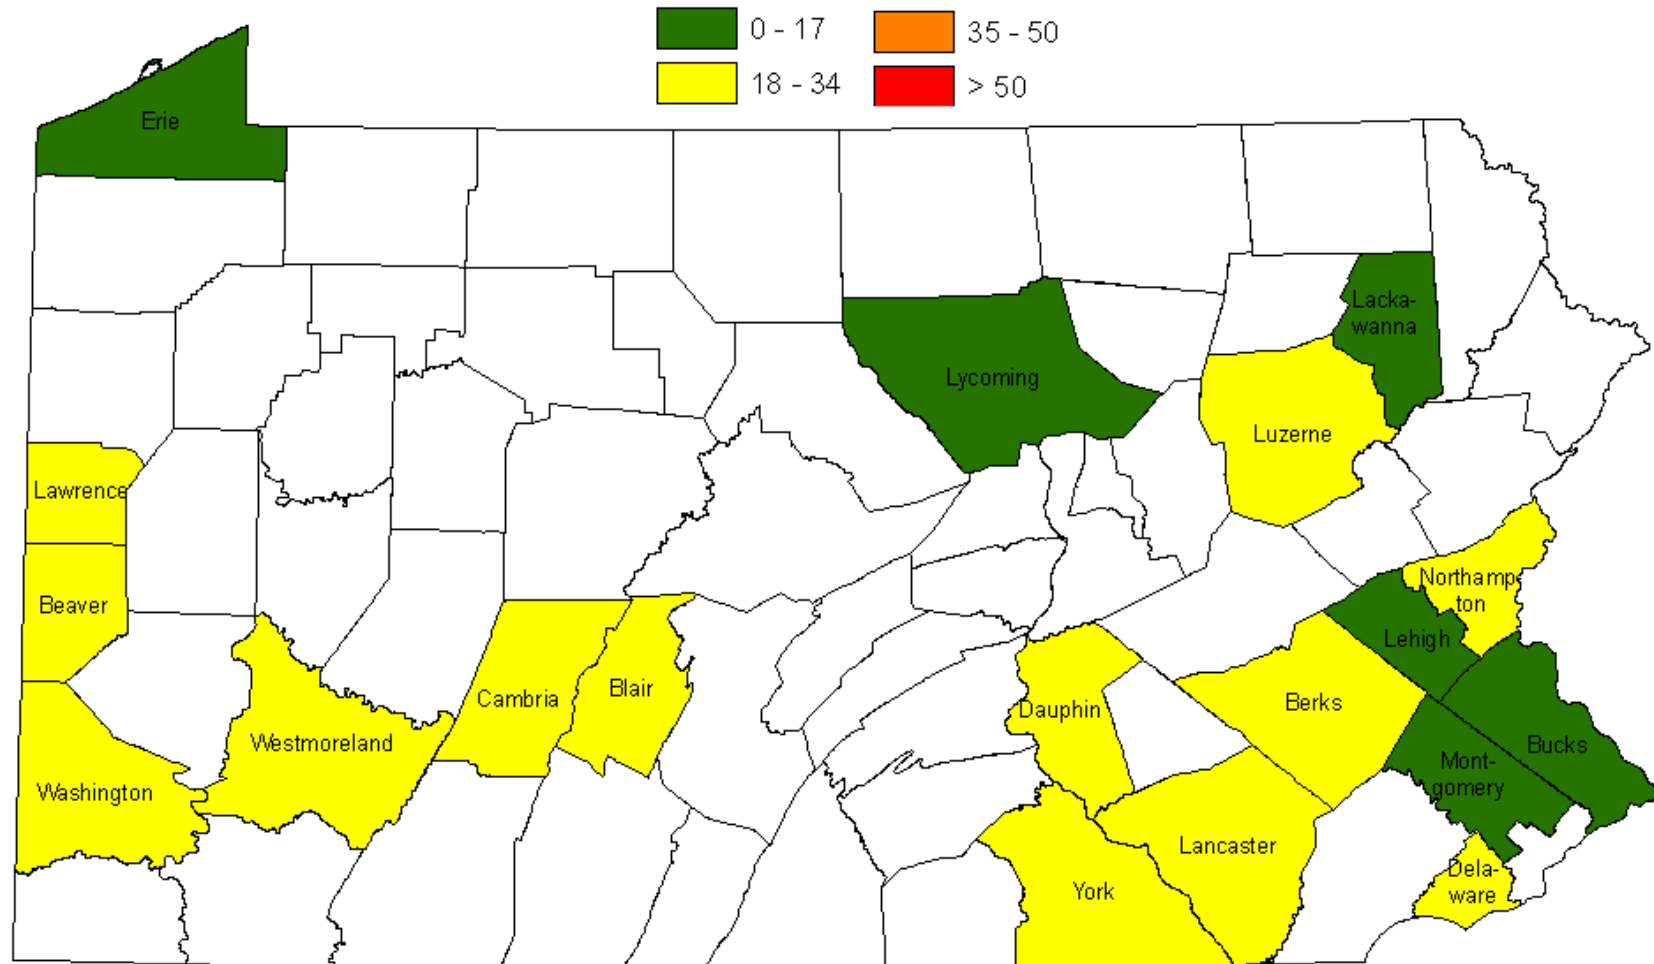 0 - 17
35 - 50
18 - 34
> 50
Erie
Lacka-
wanna
Lycoming
Luzerne
Lawrence
Northamp
ton
Beaver
Lehigh
Blair
Cambria
Berks
Dauphin
Westmoreland
Bucks
Mont-
gomery
Washington
Lancaster
Dela-
ware
York